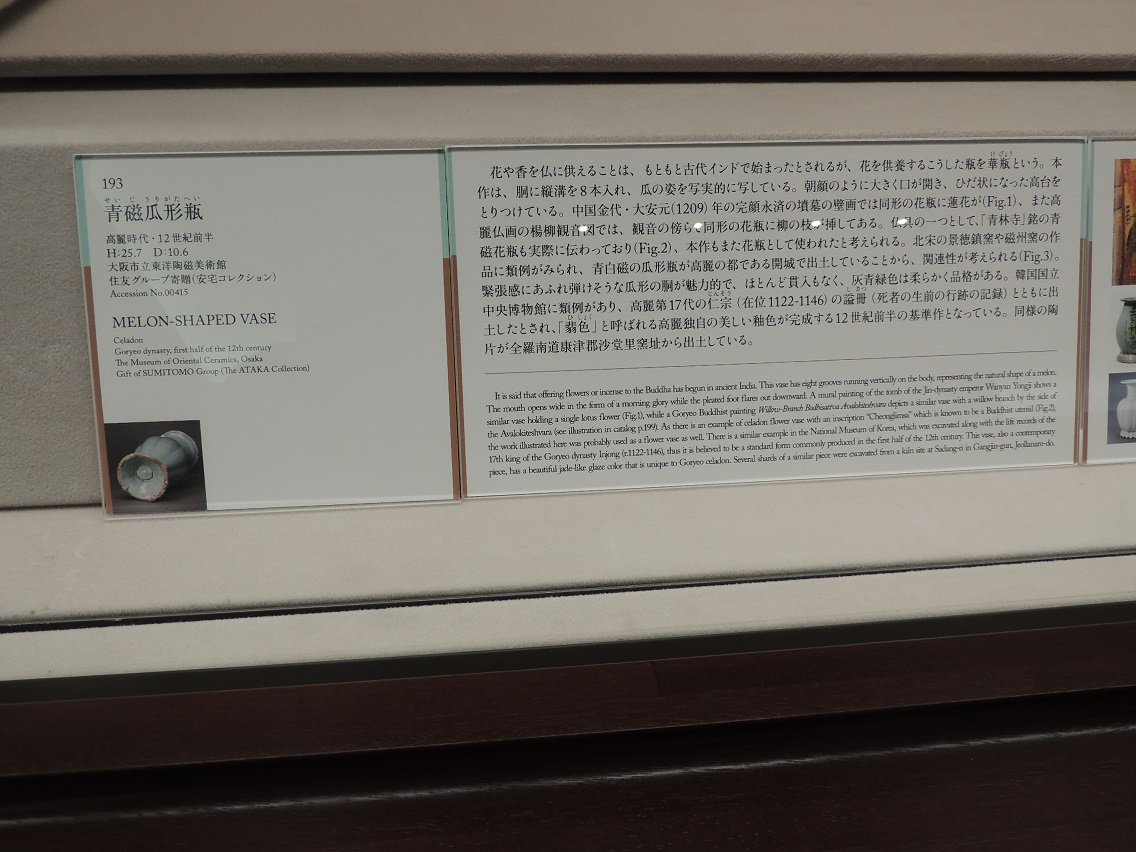 193
せいじうりがたへい
青磁瓜形瓶
高麗時代・12世紀前半
H:25.7 D:10.6
大阪市立東洋陶磁美術館
住友グループ寄贈(安宅コレクション)
Accession No.00415
MELON-SHAPED VASE
Celadon
Goryeo dynasty, first half of the 12th century
The Museum of Oriental Ceramics, Osaka
Gift of SUMITOMO Group (The ATAKA Collection)
けびょう
花や香を仏に供えることは、もともと古代インドで始まったとされるが、花を供養するこうした瓶を華瓶という。本
作は、胴に縦溝を8本入れ、瓜の姿を写実的に写している。朝顔のように大きく口が開き、ひだ状になった高台を
とりつけている。中国金代・大安元(1209)年の完顔永済の墳墓の壁画では同形の花瓶に蓮花が(Fig.1)、また高
麗仏画の楊柳観音図では、観音の傍らの同形の花瓶に柳の枝が挿してある。仏具の一つとして、「青林寺」銘の青
磁花瓶も実際に伝わっており(Fig.2)、本作もまた花瓶として使われたと考えられる。北宋の景徳鎮窯や磁州窯の作
品に類例がみられ、青白磁の瓜形瓶が高麗の都である開城で出土していることから、関連性が考えられる(Fig.3)。
緊張感にあふれ弾けそうな瓜形の胴が魅力的で、ほとんど貫入もなく、灰青緑色は柔らかく品格がある。韓国国立
にんそう
しさつ
中央博物館に類例があり、高麗第17代の仁宗(在位1122-1146)の諡冊(死者の生前の行跡の記録)とともに出
ひしょく
土したとされ、「翡色」と呼ばれる高麗独自の美しい釉色が完成する12世紀前半の基準作となっている。同様の陶
片が全羅南道康津郡沙堂里窯址から出土している。
It is said that offering flowers or incense to the Buddha has begun in ancient India. This vase has eight grooves running vertically on the body, representing the natural shape of a melon.
The mouth opens wide in the form of a morning glory while the pleated foot flares out downward. A mural painting of the tomb of the Jin-dynasty emperor Wanyan Yongji shows a
similar vase holding a single lotus flower (Fig.1), while a Goryeo Buddhist painting Willow-Branch Bodhisattva Avalokiteshvara depicts a similar vase with a willow branch by the side of
the Avalokiteshvara (see illustration in catalog p.199). As there is an example of celadon flower vase with an inscription "Cheonglimsa" which is known to be a Buddhist utensil (Fig.2),
the work illustrated here was probably used as a flower vase as well. There is a similar example in the National Museum of Korea, which was excavated along with the life records of the
17th king of the Goryeo dynasty Injong (r.1122-1146), thus it is believed to be a standard form commonly produced in the first half of the 12th century. This vase, also a contemporary
piece, has a beautiful jade-like glaze color that is unique to Goryeo celadon. Several shards of a similar piece were excavated from a kiln site at Sadang-ri in Gangjin-gun, Jeollanam-do.